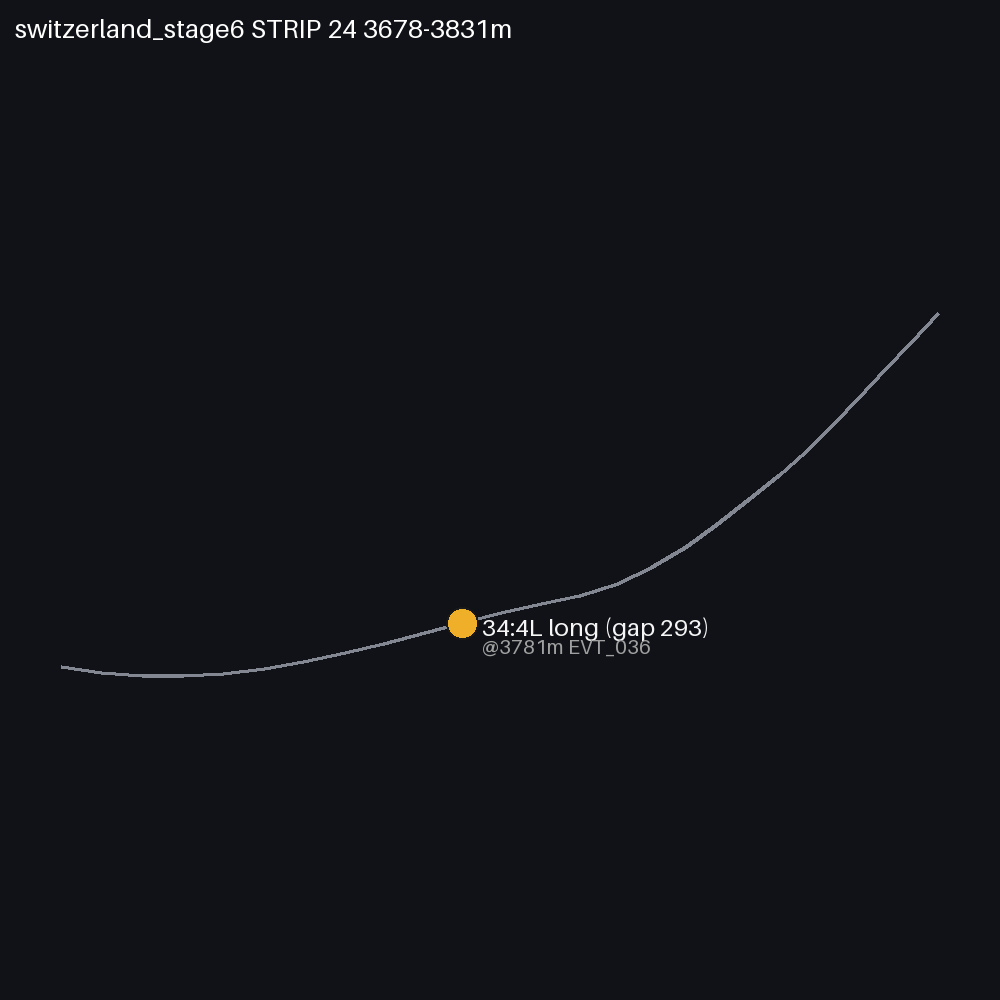 switzerland_stage6 STRIP 24 3678-3831m
34:4L long (gap 293)
@3781m EVT_036